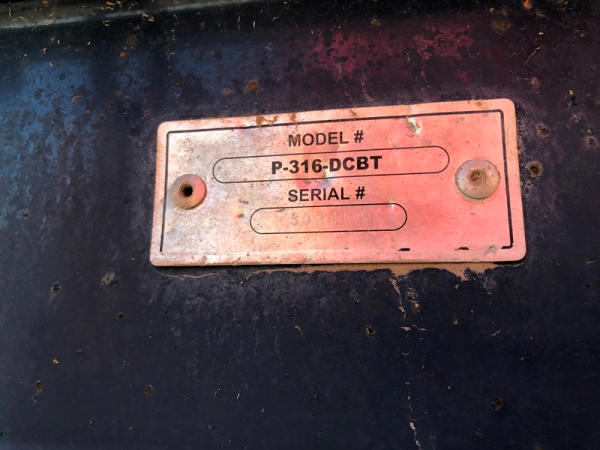 MODEL #
P-316-DCBT
SERIAL #